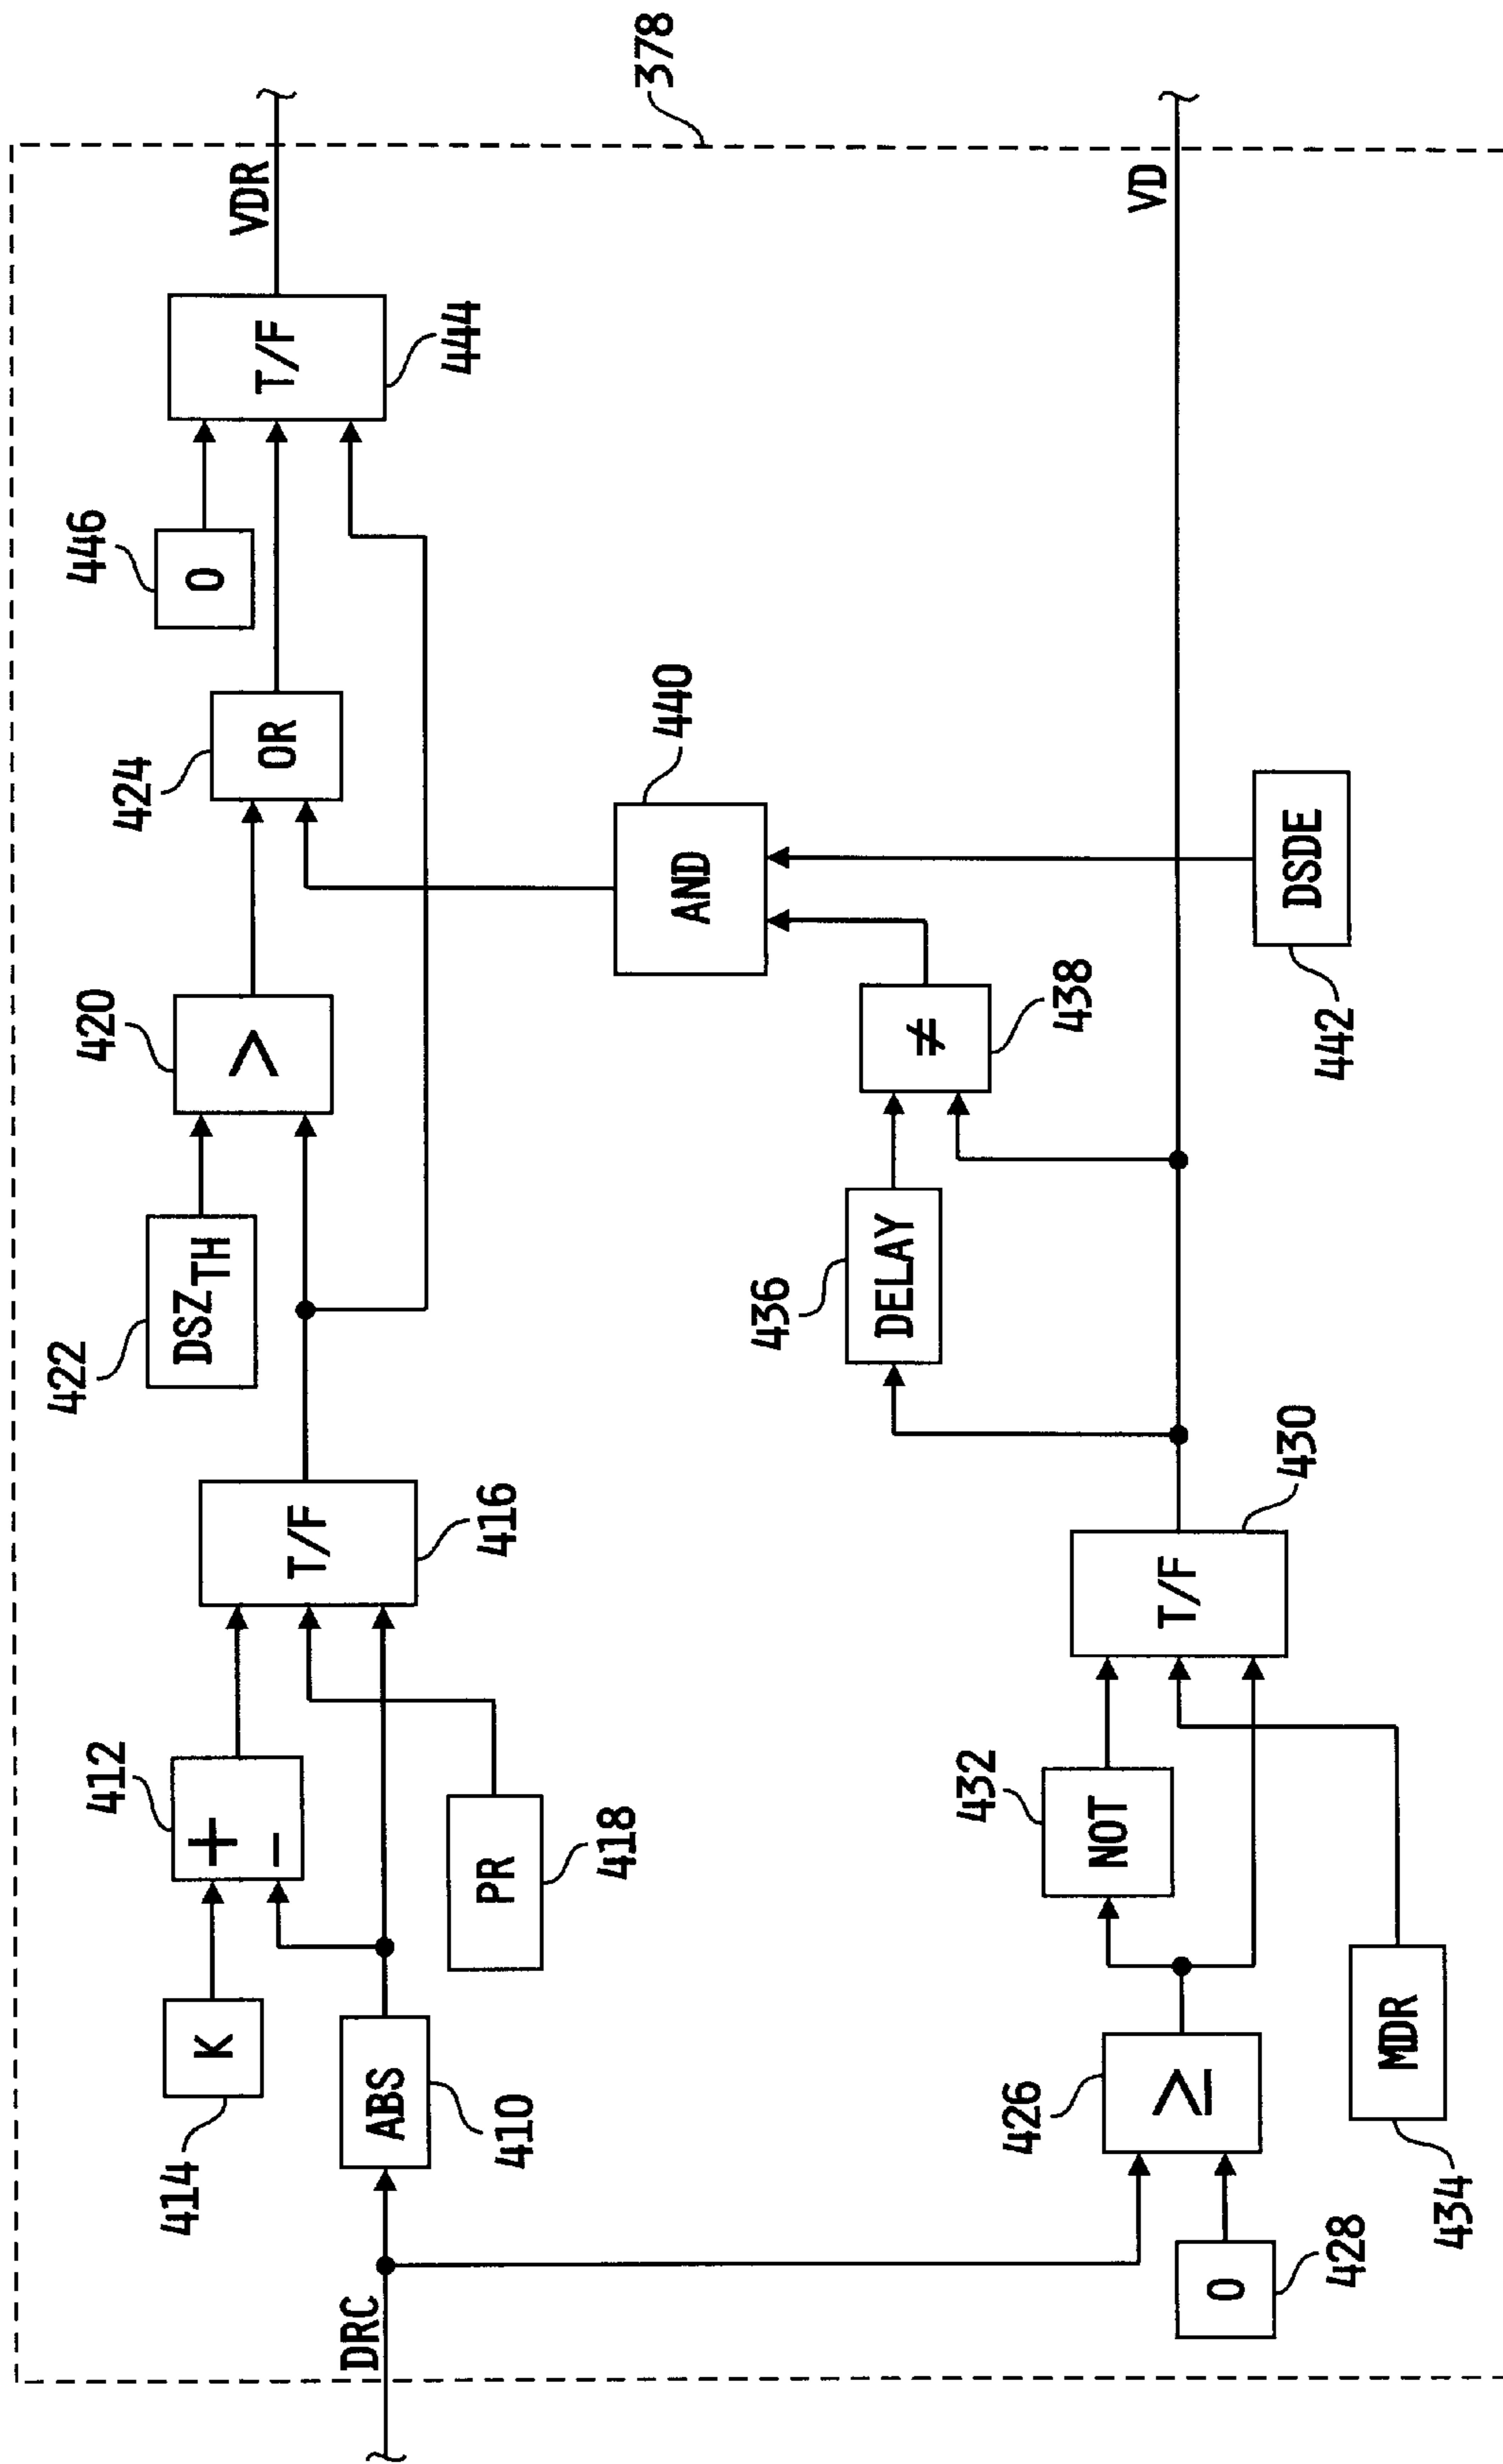 378
DRC
414
K
412
+
-
ABS
410
PR
418
T/F
416
422
DSZTH
420
>
424
OR
446
0
T/F
444
VDR
440
AND
436
DELAY
≠
438
DSDE
442
VD
0
428
426
≥
432
NOT
MDR
434
T/F
430